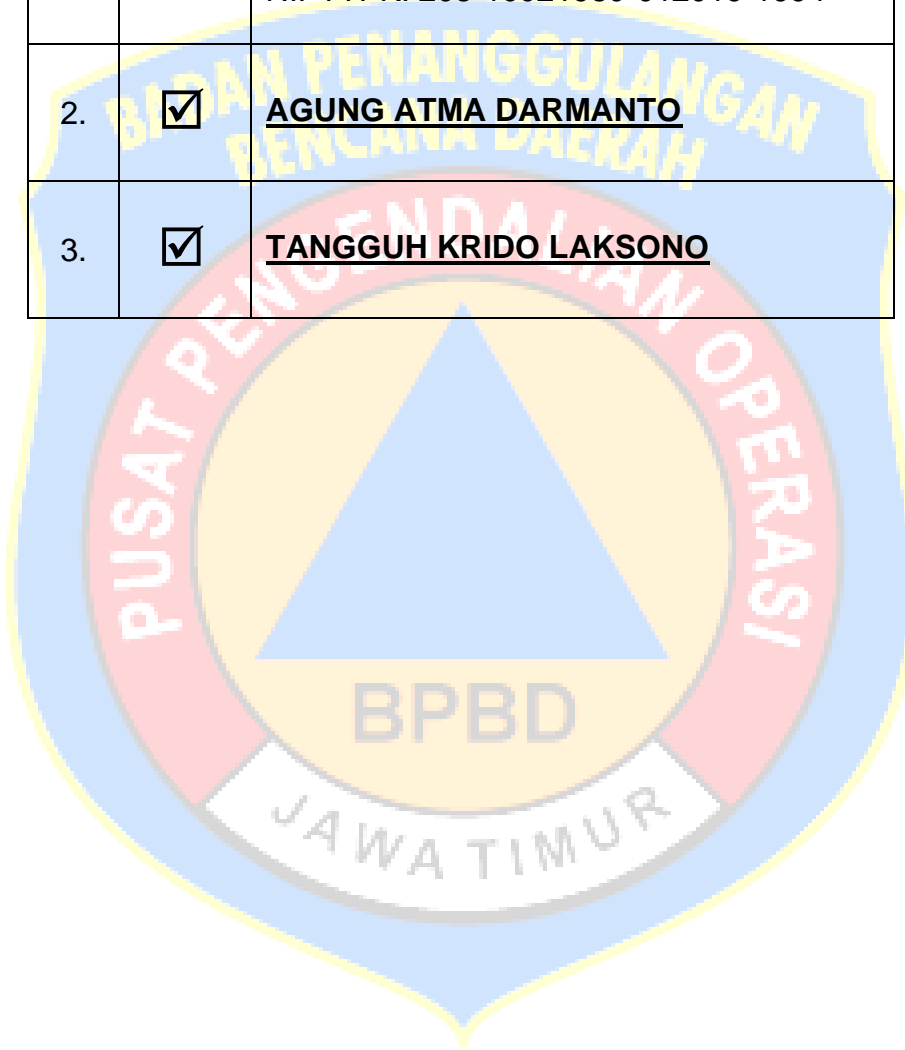 2. ☑ AGUNG ATMA DARMANTO
3. ☑ TANGGUH KRIDO LAKSONO
BADAN PENANGGULANGAN
BENCANA DAERAH
PUSAT PENGENDALIAN OPERASI
BPBD
JAWA TIMUR